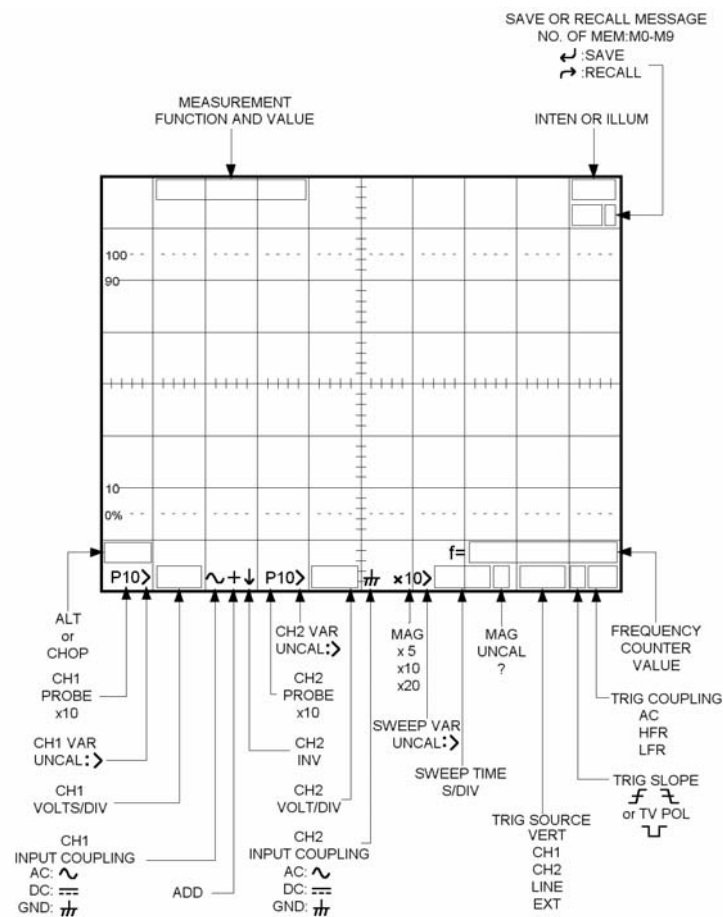 SAVE OR RECALL MESSAGE
NO. OF MEM:M0-M9
:SAVE
:RECALL
MEASUREMENT
FUNCTION AND VALUE
INTEN OR ILLUM
100
90
10
0%
f=
P10> ∿+↓ P10> ×10>
ALT
or
CHOP
CH1
PROBE
x10
CH1 VAR
UNCAL:>
CH1
VOLTS/DIV
CH1
INPUT COUPLING
AC: ∿
DC: ⎓
GND:
ADD
CH2 VAR
UNCAL:>
CH2
PROBE
x10
CH2
INV
CH2
VOLT/DIV
CH2
INPUT COUPLING
AC: ∿
DC: ⎓
GND:
MAG
x 5
x10
x20
SWEEP VAR
UNCAL:>
MAG
UNCAL
?
SWEEP TIME
S/DIV
TRIG SOURCE
VERT
CH1
CH2
LINE
EXT
FREQUENCY
COUNTER
VALUE
TRIG COUPLING
AC
HFR
LFR
TRIG SLOPE
or TV POL